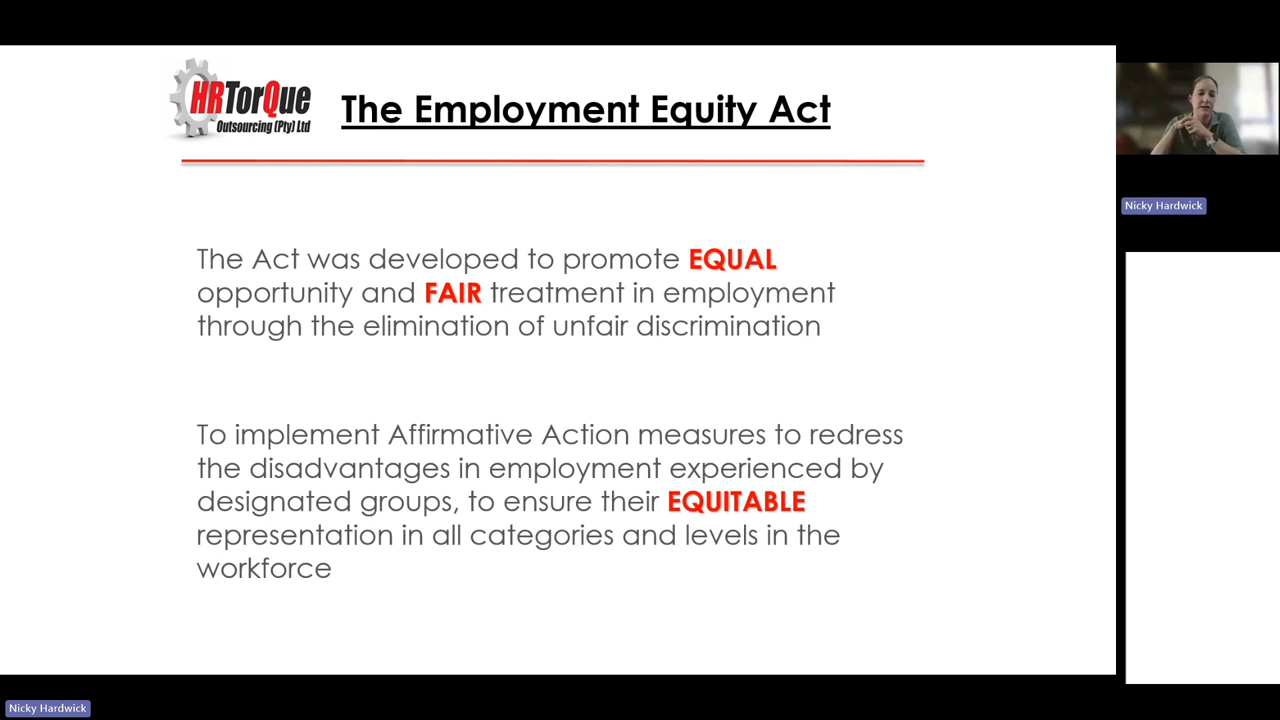 HRTorQue
Outsourcing (Pty) Ltd
The Employment Equity Act
The Act was developed to promote EQUAL
opportunity and FAIR treatment in employment
through the elimination of unfair discrimination
To implement Affirmative Action measures to redress
the disadvantages in employment experienced by
designated groups, to ensure their EQUITABLE
representation in all categories and levels in the
workforce
Nicky Hardwick
Nicky Hardwick